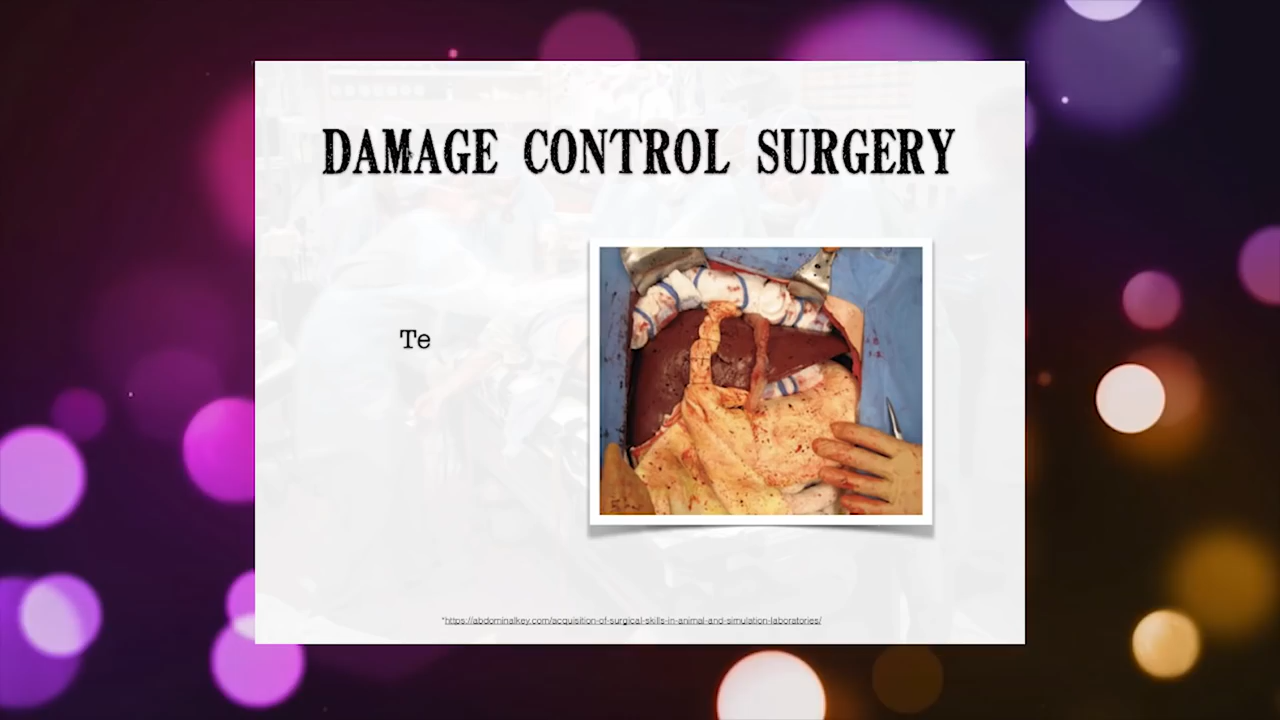 DAMAGE CONTROL SURGERY
Te
*https://abdominalkey.com/acquisition-of-surgical-skills-in-animal-and-simulation-laboratories/